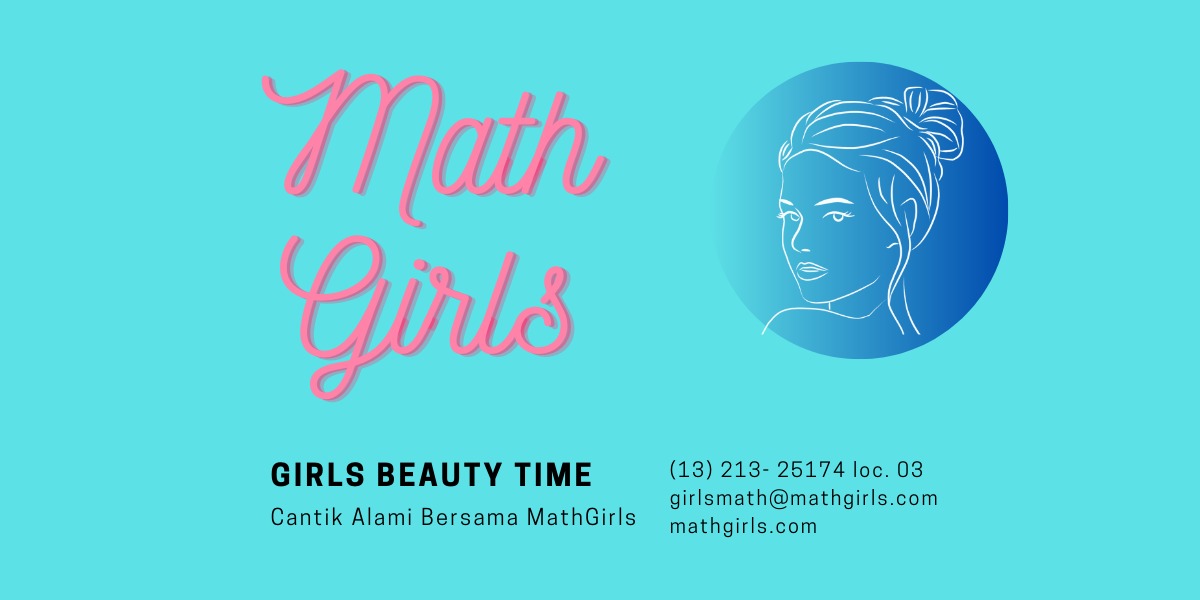 Math
Girls
GIRLS BEAUTY TIME
Cantik Alami Bersama MathGirls
(13) 213- 25174 loc. 03
girlsmath@mathgirls.com
mathgirls.com